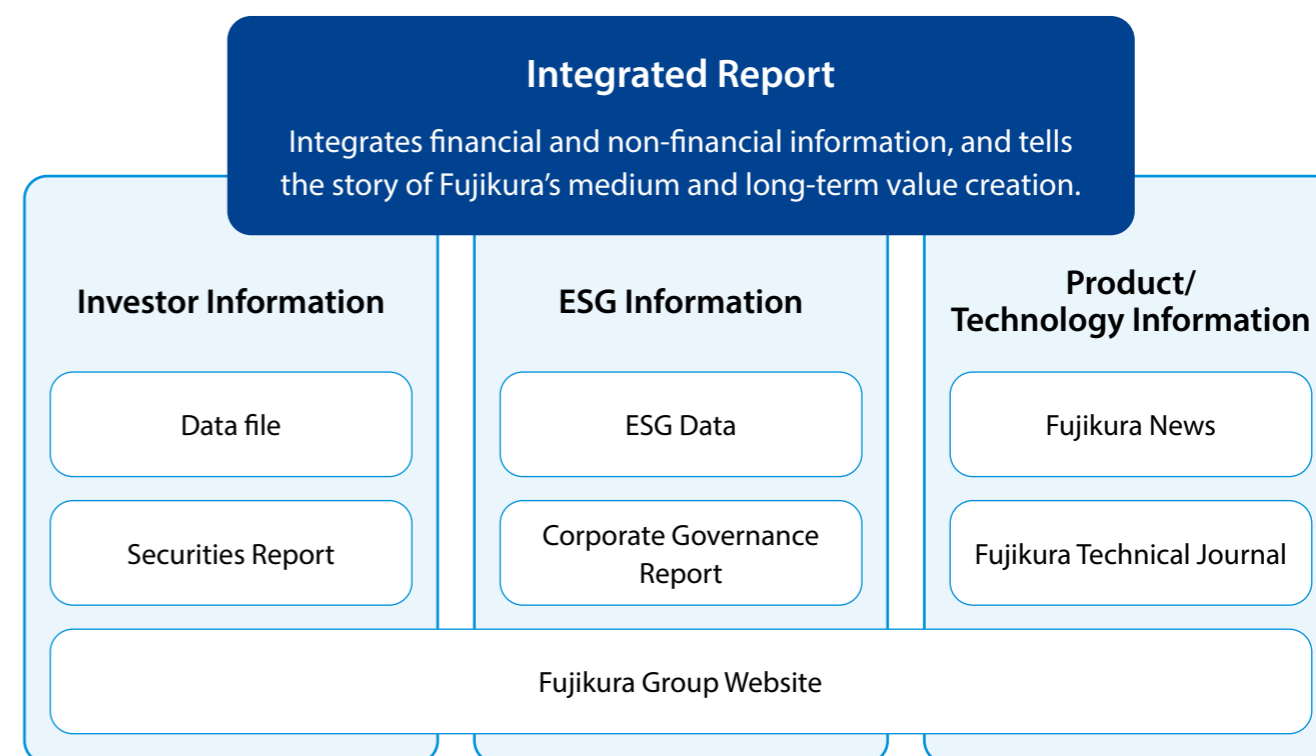 Integrated Report
Integrates financial and non-financial information, and tells
the story of Fujikura’s medium and long-term value creation.
Investor Information
Data file
Securities Report
ESG Information
ESG Data
Corporate Governance
Report
Product/
Technology Information
Fujikura News
Fujikura Technical Journal
Fujikura Group Website